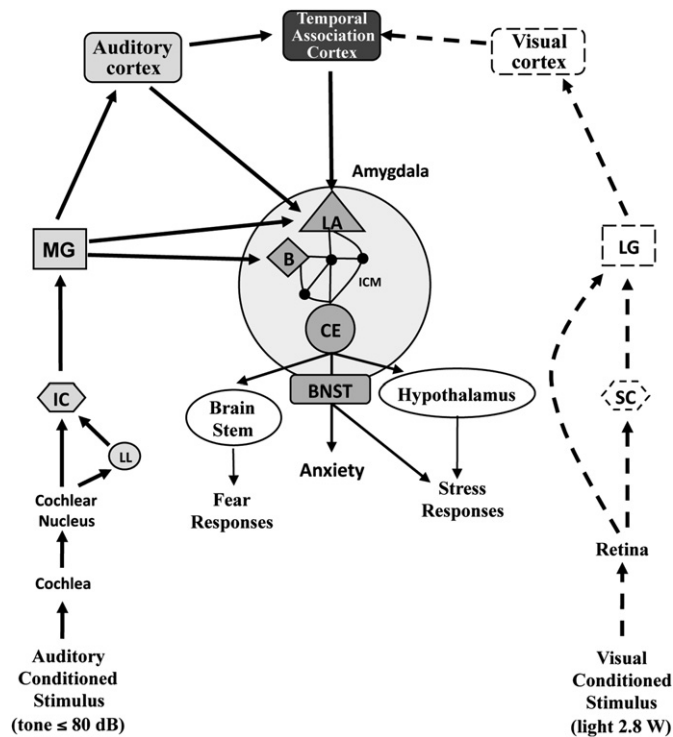 Temporal
Association
Cortex
Auditory
cortex
Visual
cortex
Amygdala
LA
MG
B
LG
ICM
CE
BNST
Hypothalamus
IC
SC
Brain
Stem
LL
Anxiety
Cochlear
Nucleus
Fear
Responses
Stress
Responses
Retina
Cochlea
Auditory
Conditioned
Stimulus
(tone ≤ 80 dB)
Visual
Conditioned
Stimulus
(light 2.8 W)